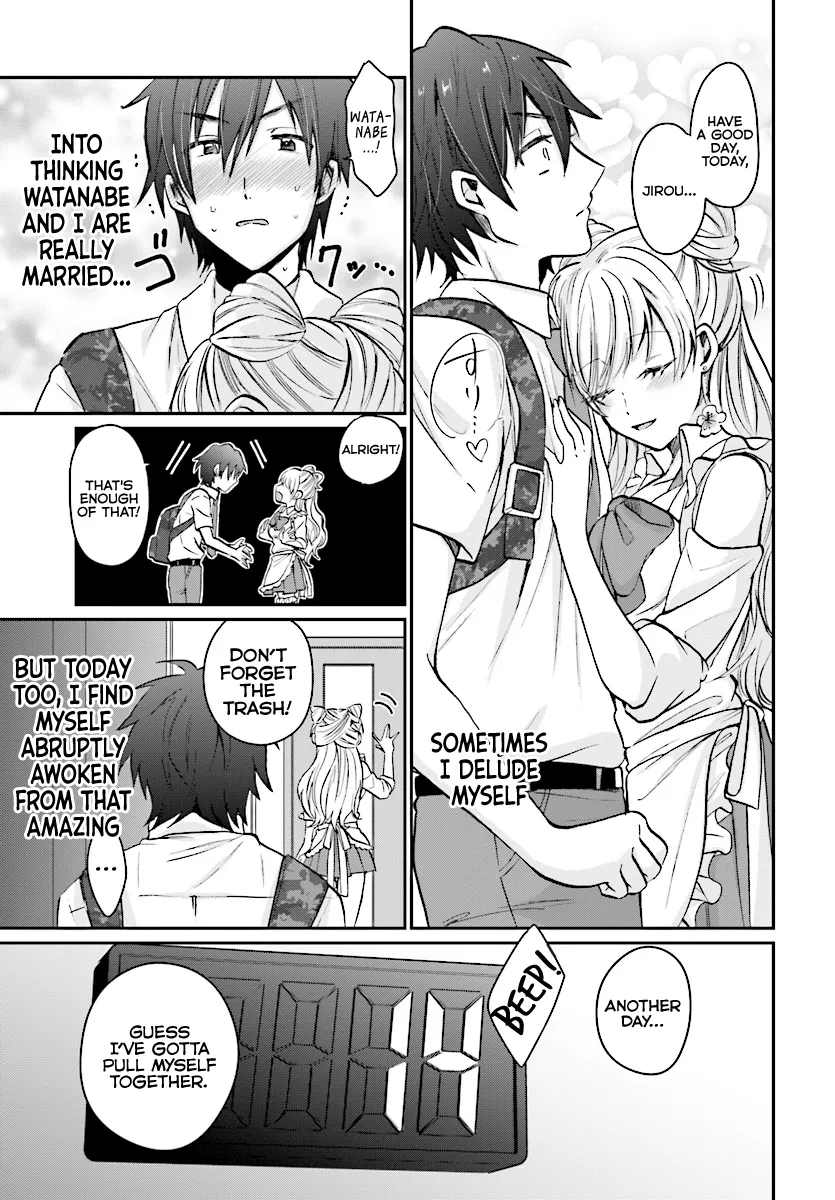 HAVE
A GOOD
DAY,
TODAY,
JIROU...
すり…♡
SOMETIMES
I DELUDE
MYSELF
WATA-
NABE
...!
INTO
THINKING
WATANABE
AND I ARE
REALLY
MARRIED...
ゴ
クッ…
ALRIGHT!
THAT'S
ENOUGH
OF THAT!
DON'T
FORGET
THE
TRASH!
BUT TODAY
TOO, I FIND
MYSELF
ABRUPTLY
AWOKEN
FROM THAT
AMAZING
...
ANOTHER
DAY...
BEEP!
14
GUESS
I'VE GOTTA
PULL MYSELF
TOGETHER.